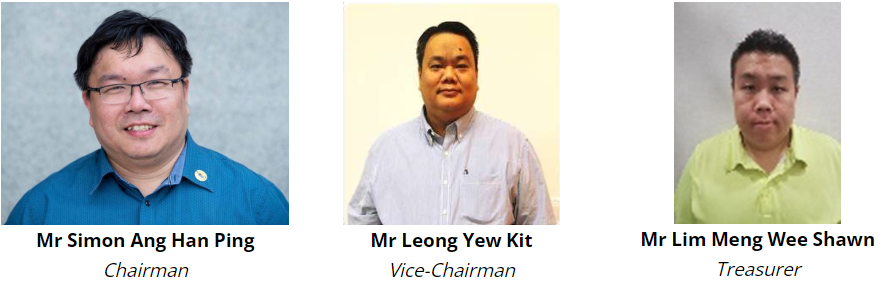 Mr Simon Ang Han Ping
Chairman
Mr Leong Yew Kit
Vice-Chairman
Mr Lim Meng Wee Shawn
Treasurer